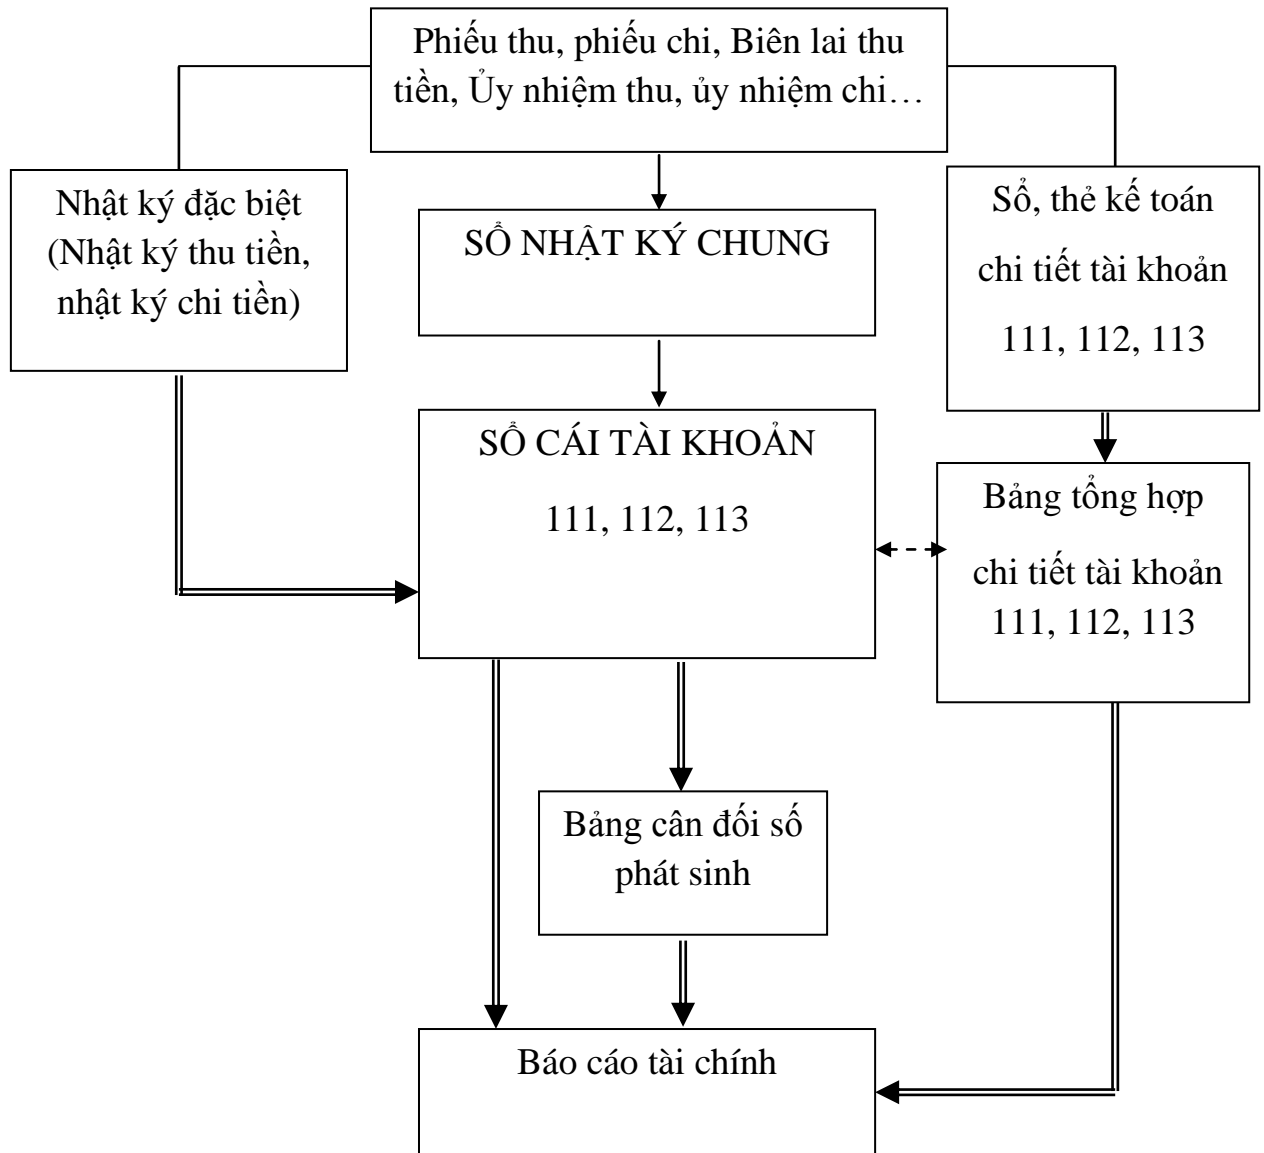 Phiếu thu, phiếu chi, Biên lai thu
tiền, Ủy nhiệm thu, ủy nhiệm chi…
Nhật ký đặc biệt
(Nhật ký thu tiền,
nhật ký chi tiền)
SỔ NHẬT KÝ CHUNG
Sổ, thẻ kế toán
chi tiết tài khoản
111, 112, 113
SỔ CÁI TÀI KHOẢN
111, 112, 113
Bảng tổng hợp
chi tiết tài khoản
111, 112, 113
Bảng cân đối số
phát sinh
Báo cáo tài chính